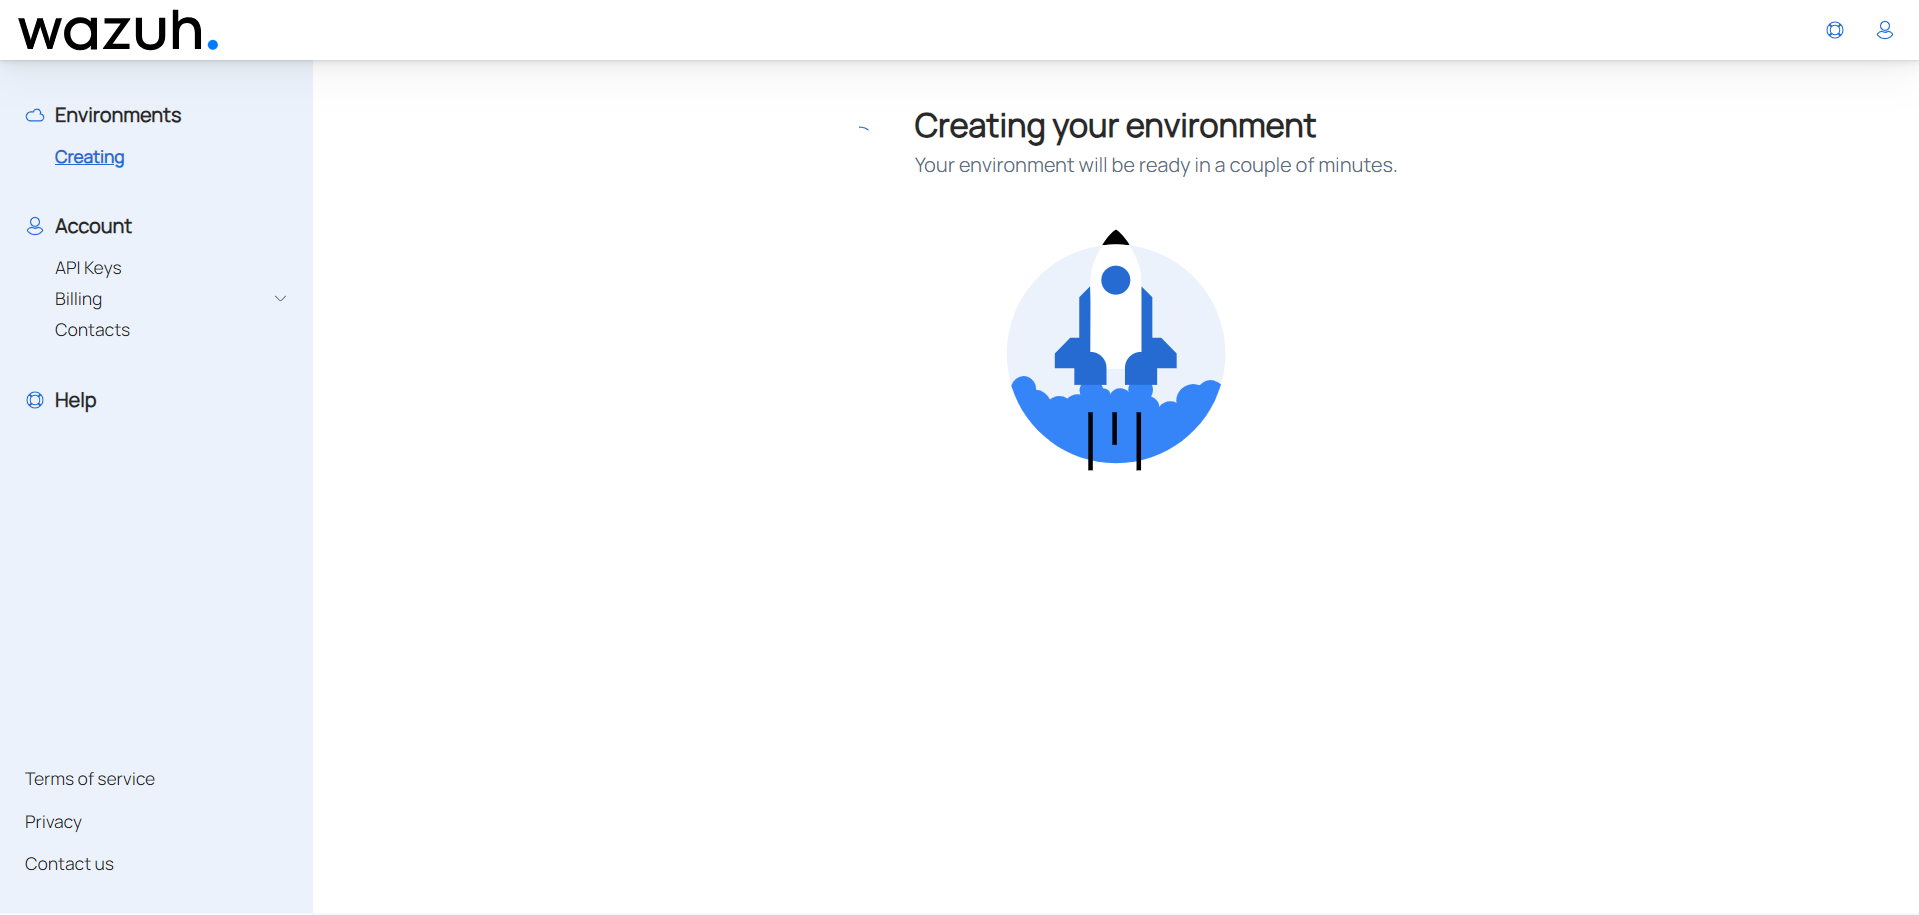 wazuh.
Environments
Creating
Account
API Keys
Billing
Contacts
Help
Terms of service
Privacy
Contact us
Creating your environment
Your environment will be ready in a couple of minutes.